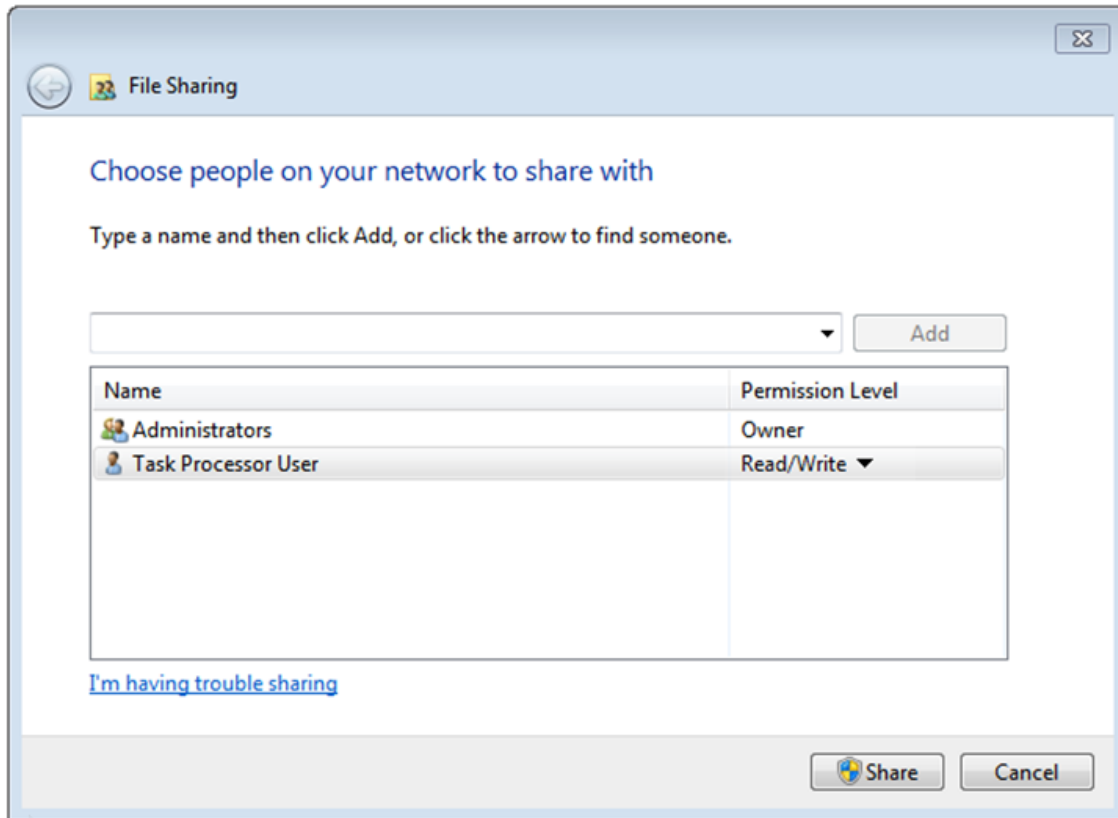 File Sharing
Choose people on your network to share with
Type a name and then click Add, or click the arrow to find someone.
Add
Name Permission Level
Administrators Owner
Task Processor User Read/Write
I'm having trouble sharing
Share Cancel